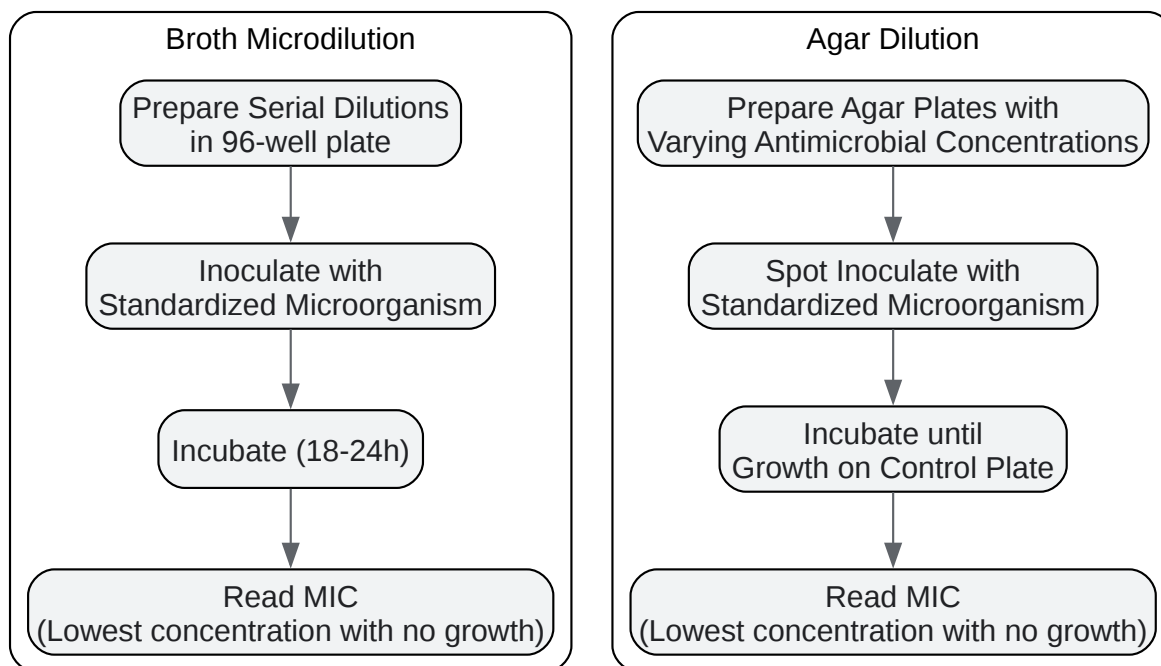 Broth Microdilution
Prepare Serial Dilutions
in 96-well plate
Inoculate with
Standardized Microorganism
Incubate (18-24h)
Read MIC
(Lowest concentration with no growth)
Agar Dilution
Prepare Agar Plates with
Varying Antimicrobial Concentrations
Spot Inoculate with
Standardized Microorganism
Incubate until
Growth on Control Plate
Read MIC
(Lowest concentration with no growth)